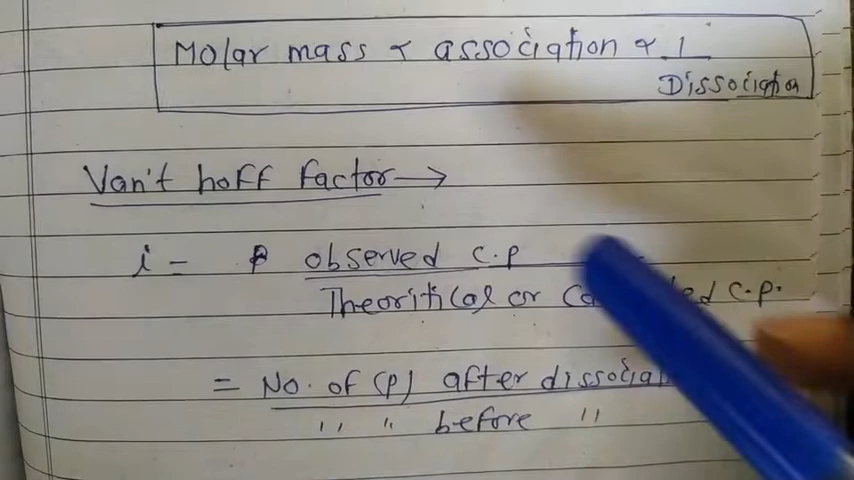 Molar mass ∝ association ∝ 1
Dissociation
Van't hoff factor →
i = observed C.P
Theoritical or C.P.
= No. of (P) after
" " before "